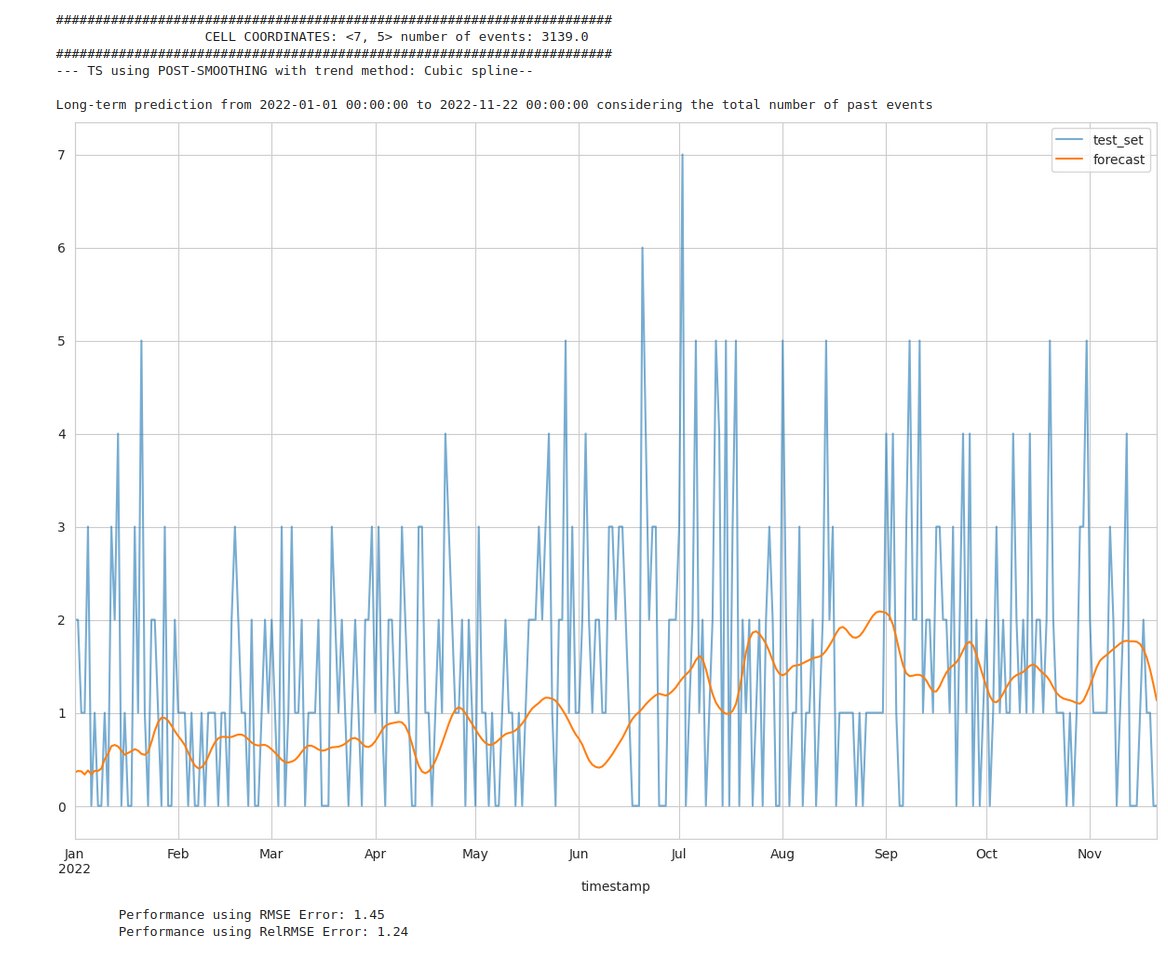 #######################################################################
CELL COORDINATES: <7, 5> number of events: 3139.0
#######################################################################
--- TS using POST-SMOOTHING with trend method: Cubic spline--
Long-term prediction from 2022-01-01 00:00:00 to 2022-11-22 00:00:00 considering the total number of past events
test_set
forecast
7
6
5
4
3
2
1
0
Jan Feb Mar Apr May Jun Jul Aug Sep Oct Nov
2022
timestamp
Performance using RMSE Error: 1.45
Performance using RelRMSE Error: 1.24